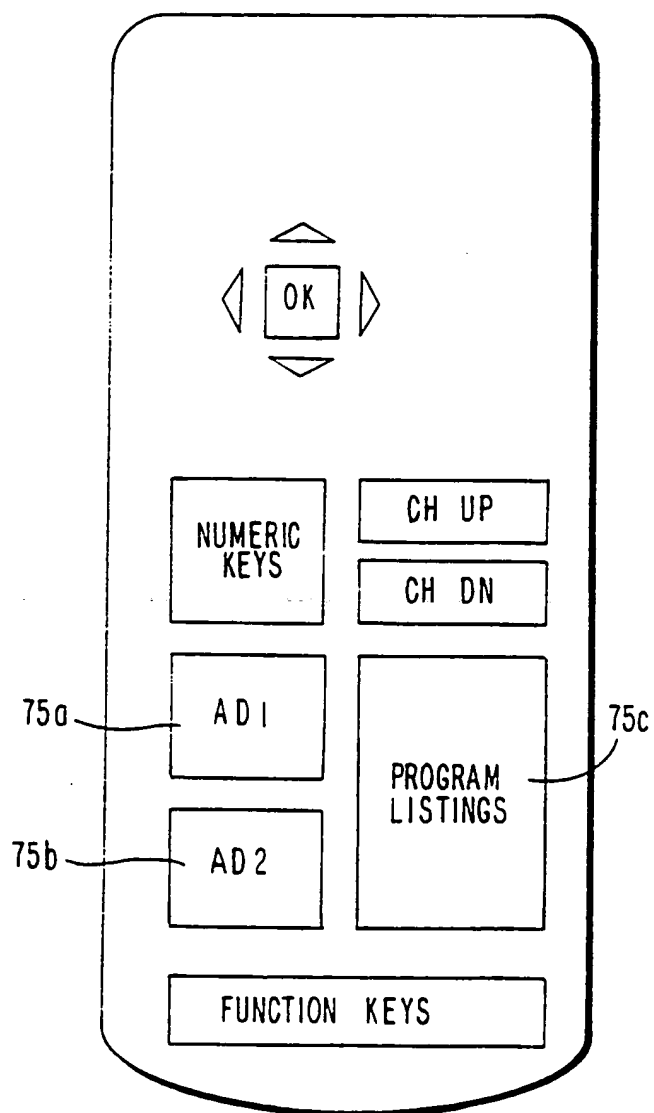 OK
NUMERIC
KEYS
CH UP
CH DN
75a
AD1
75c
PROGRAM
LISTINGS
75b
AD2
FUNCTION KEYS